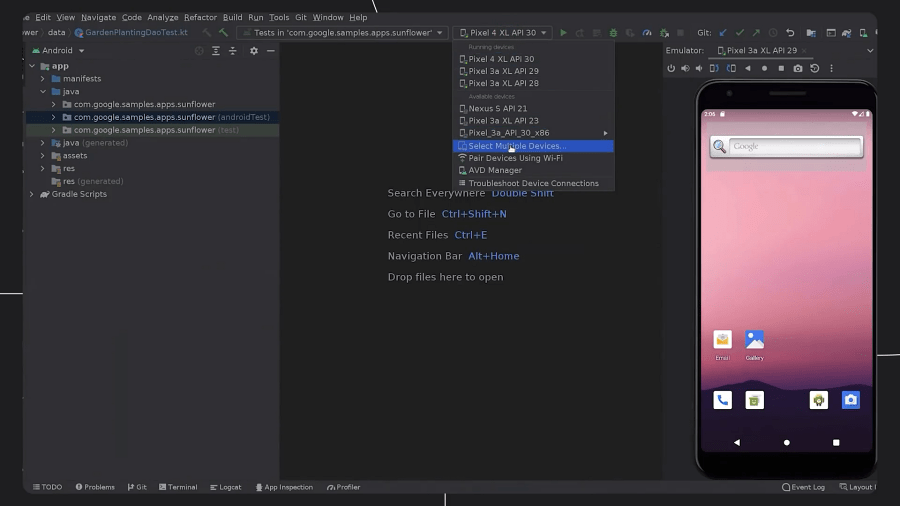 Edit View Navigate Code Analyze Refactor Build Run Tools Git Window Help
data GardenPlantingDaoTest.kt Tests in 'com.google.samples.apps.sunflower' Pixel 4 XL API 30 Git:
Android
app
manifests
java
com.google.samples.apps.sunflower
com.google.samples.apps.sunflower (androidTest)
com.google.samples.apps.sunflower (test)
java (generated)
assets
res
res (generated)
Gradle Scripts
Running devices
Pixel 4 XL API 30
Pixel 3a XL API 29
Pixel 3a XL API 28
Available devices
Nexus S API 21
Pixel 3a XL API 23
Pixel_3a_API_30_x86
Select Multiple Devices...
Pair Devices Using Wi-Fi
AVD Manager
Troubleshoot Device Connections
Search Everywhere Double Shift
Go to File Ctrl+Shift+N
Recent Files Ctrl+E
Navigation Bar Alt+Home
Drop files here to open
Emulator: Pixel 3a XL API 29
2:06
Google
Email Gallery
TODO Problems Git Terminal Logcat App Inspection Profiler Event Log Layout